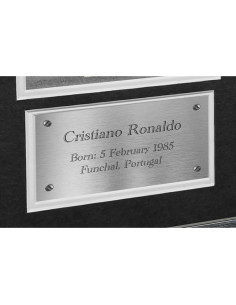 Cristiano Ronaldo
Born: 5 February 1985
Funchal, Portugal